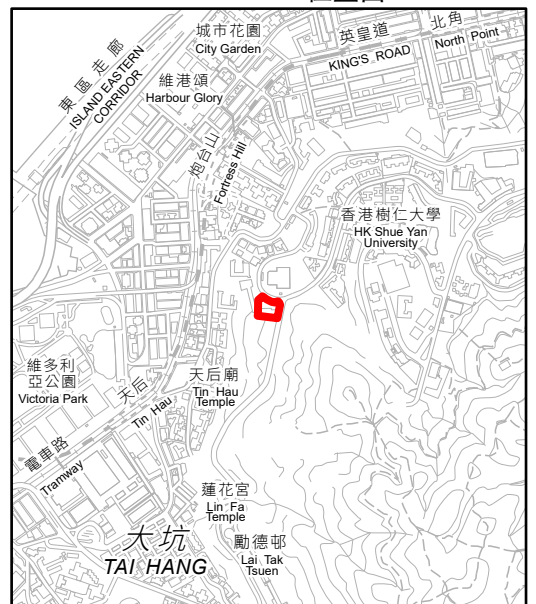 城市花園
City Garden
英皇道
KING'S ROAD
北角
North Point
東區走廊
ISLAND EASTERN
CORRIDOR
維港頌
Harbour Glory
炮台山
Fortress Hill
香港樹仁大學
HK Shue Yan
University
維多利
亞公園
Victoria Park
天后
Tin Hau
天后廟
Tin Hau
Temple
電車路
Tramway
蓮花宮
Lin Fa
Temple
大坑
TAI HANG
勵德邨
Lai Tak
Tsuen